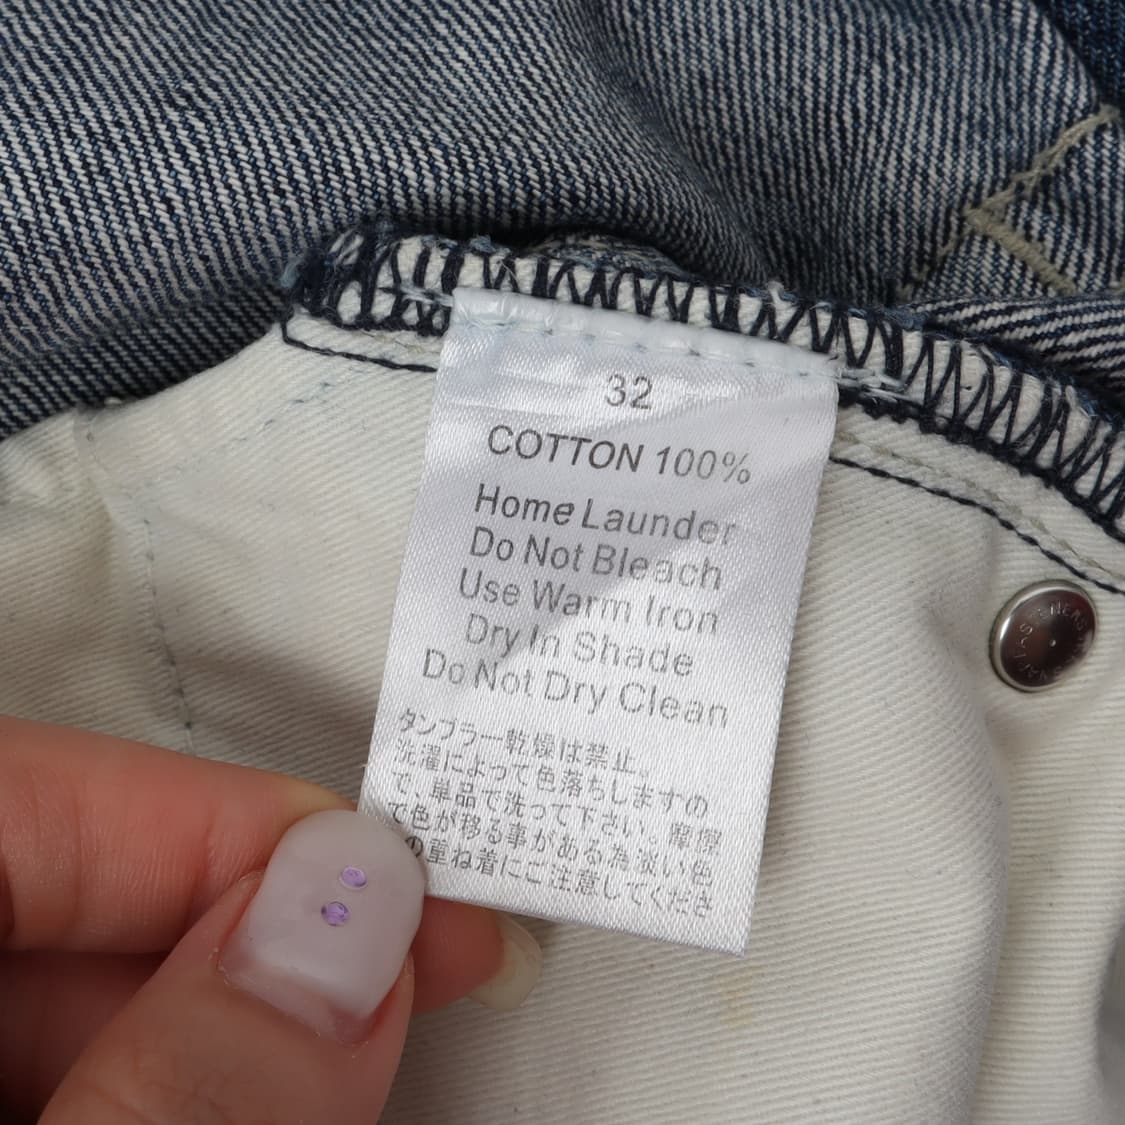 32
COTTON 100%
Home Launder
Do Not Bleach
Use Warm Iron
Dry In Shade
Do Not Dry Clean
タンブラー乾燥は禁止。
洗濯によって色落ちしますの
で、単品で洗って下さい。摩擦
で色が移る事がある為淡い色
の重ね着にご注意してくださ